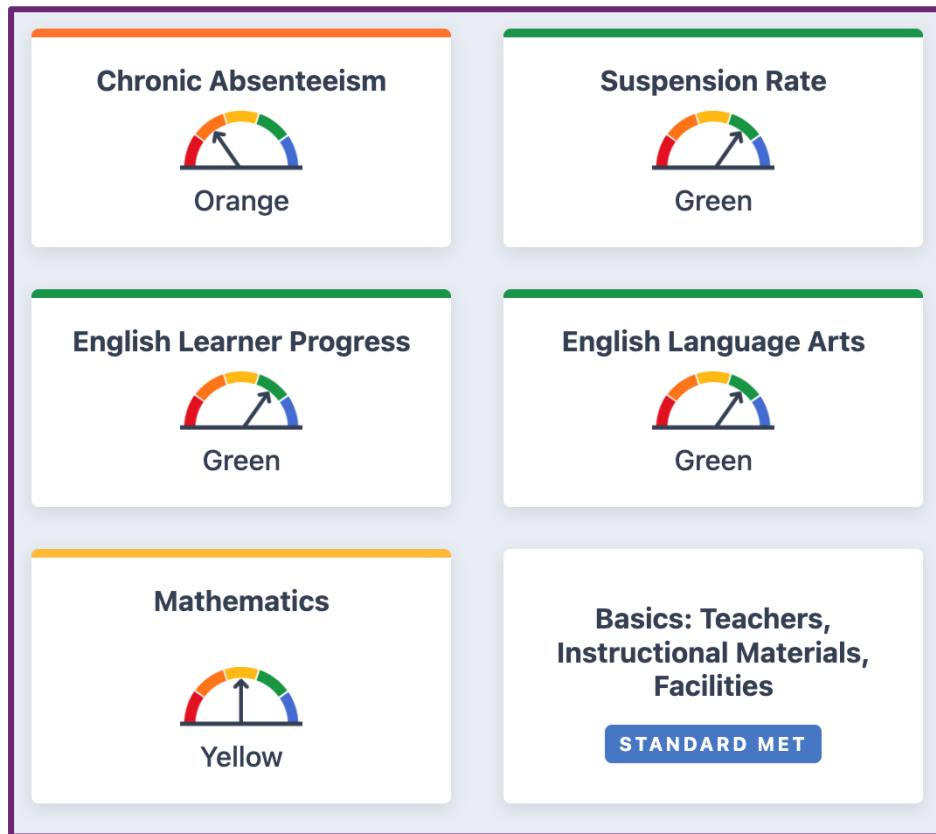 Chronic Absenteeism
Orange
Suspension Rate
Green
English Learner Progress
Green
English Language Arts
Green
Mathematics
Yellow
Basics: Teachers,
Instructional Materials,
Facilities
STANDARD MET